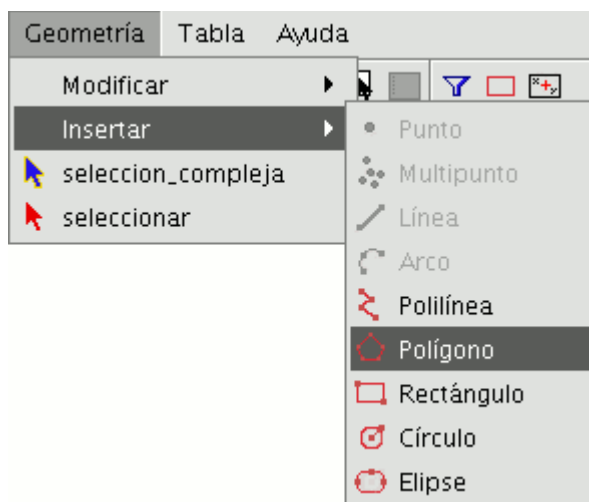 Geometría Tabla Ayuda
Modificar
Insertar
seleccion_compleja
seleccionar
Punto
Multipunto
Línea
Arco
Polilínea
Polígono
Rectángulo
Círculo
Elipse